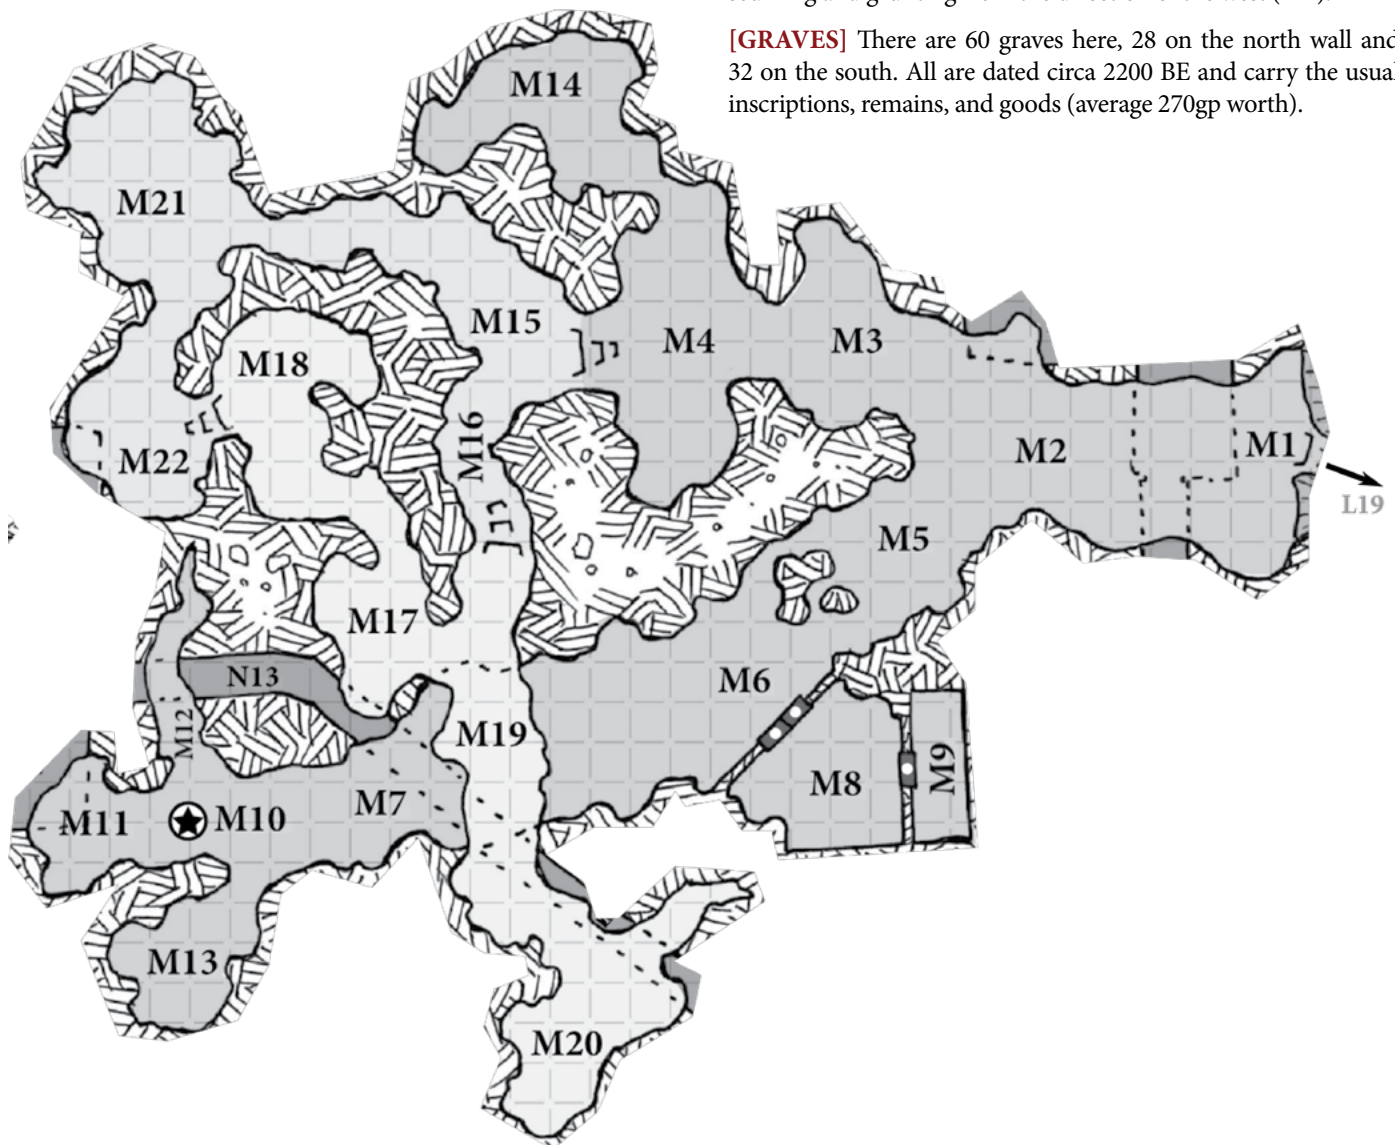 [GRAVES] There are 60 graves here, 28 on the north wall and
32 on the south. All are dated circa 2200 BE and carry the usual
inscriptions, remains, and goods (average 270gp worth).
M14
M21
M15
M4
M3
M18
M16
M2
M1
M22
L19
M5
M17
N13
M6
M12
M19
M9
M8
M7
M11
M10
M13
M20